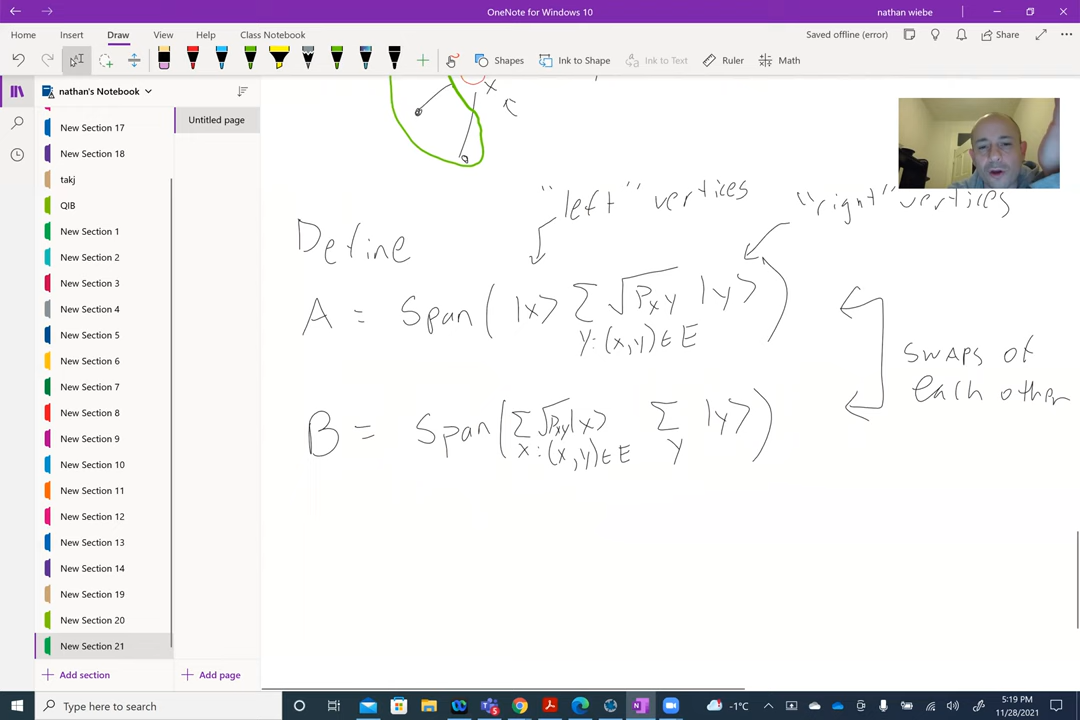 OneNote for Windows 10
nathan wiebe
Home
Insert
Draw
View
Help
Class Notebook
Saved offline (error)
Share
Shapes
Ink to Shape
Ink to Text
Ruler
Math
nathan's Notebook
Untitled page
New Section 17
New Section 18
takj
QIB
New Section 1
New Section 2
New Section 3
New Section 4
New Section 5
New Section 6
New Section 7
New Section 8
New Section 9
New Section 10
New Section 11
New Section 12
New Section 13
New Section 14
New Section 19
New Section 20
New Section 21
Add section
Add page
x
"left" vertices
"right" vertices
Define
A = Span( |x> ∑ √Pxy |y> )
y:(x,y)∈E
B = Span( ∑ √Pxy|x> ∑ |y> )
x:(x,y)∈E y
swaps of
each other
Type here to search
-1°C
5:19 PM
11/28/2021